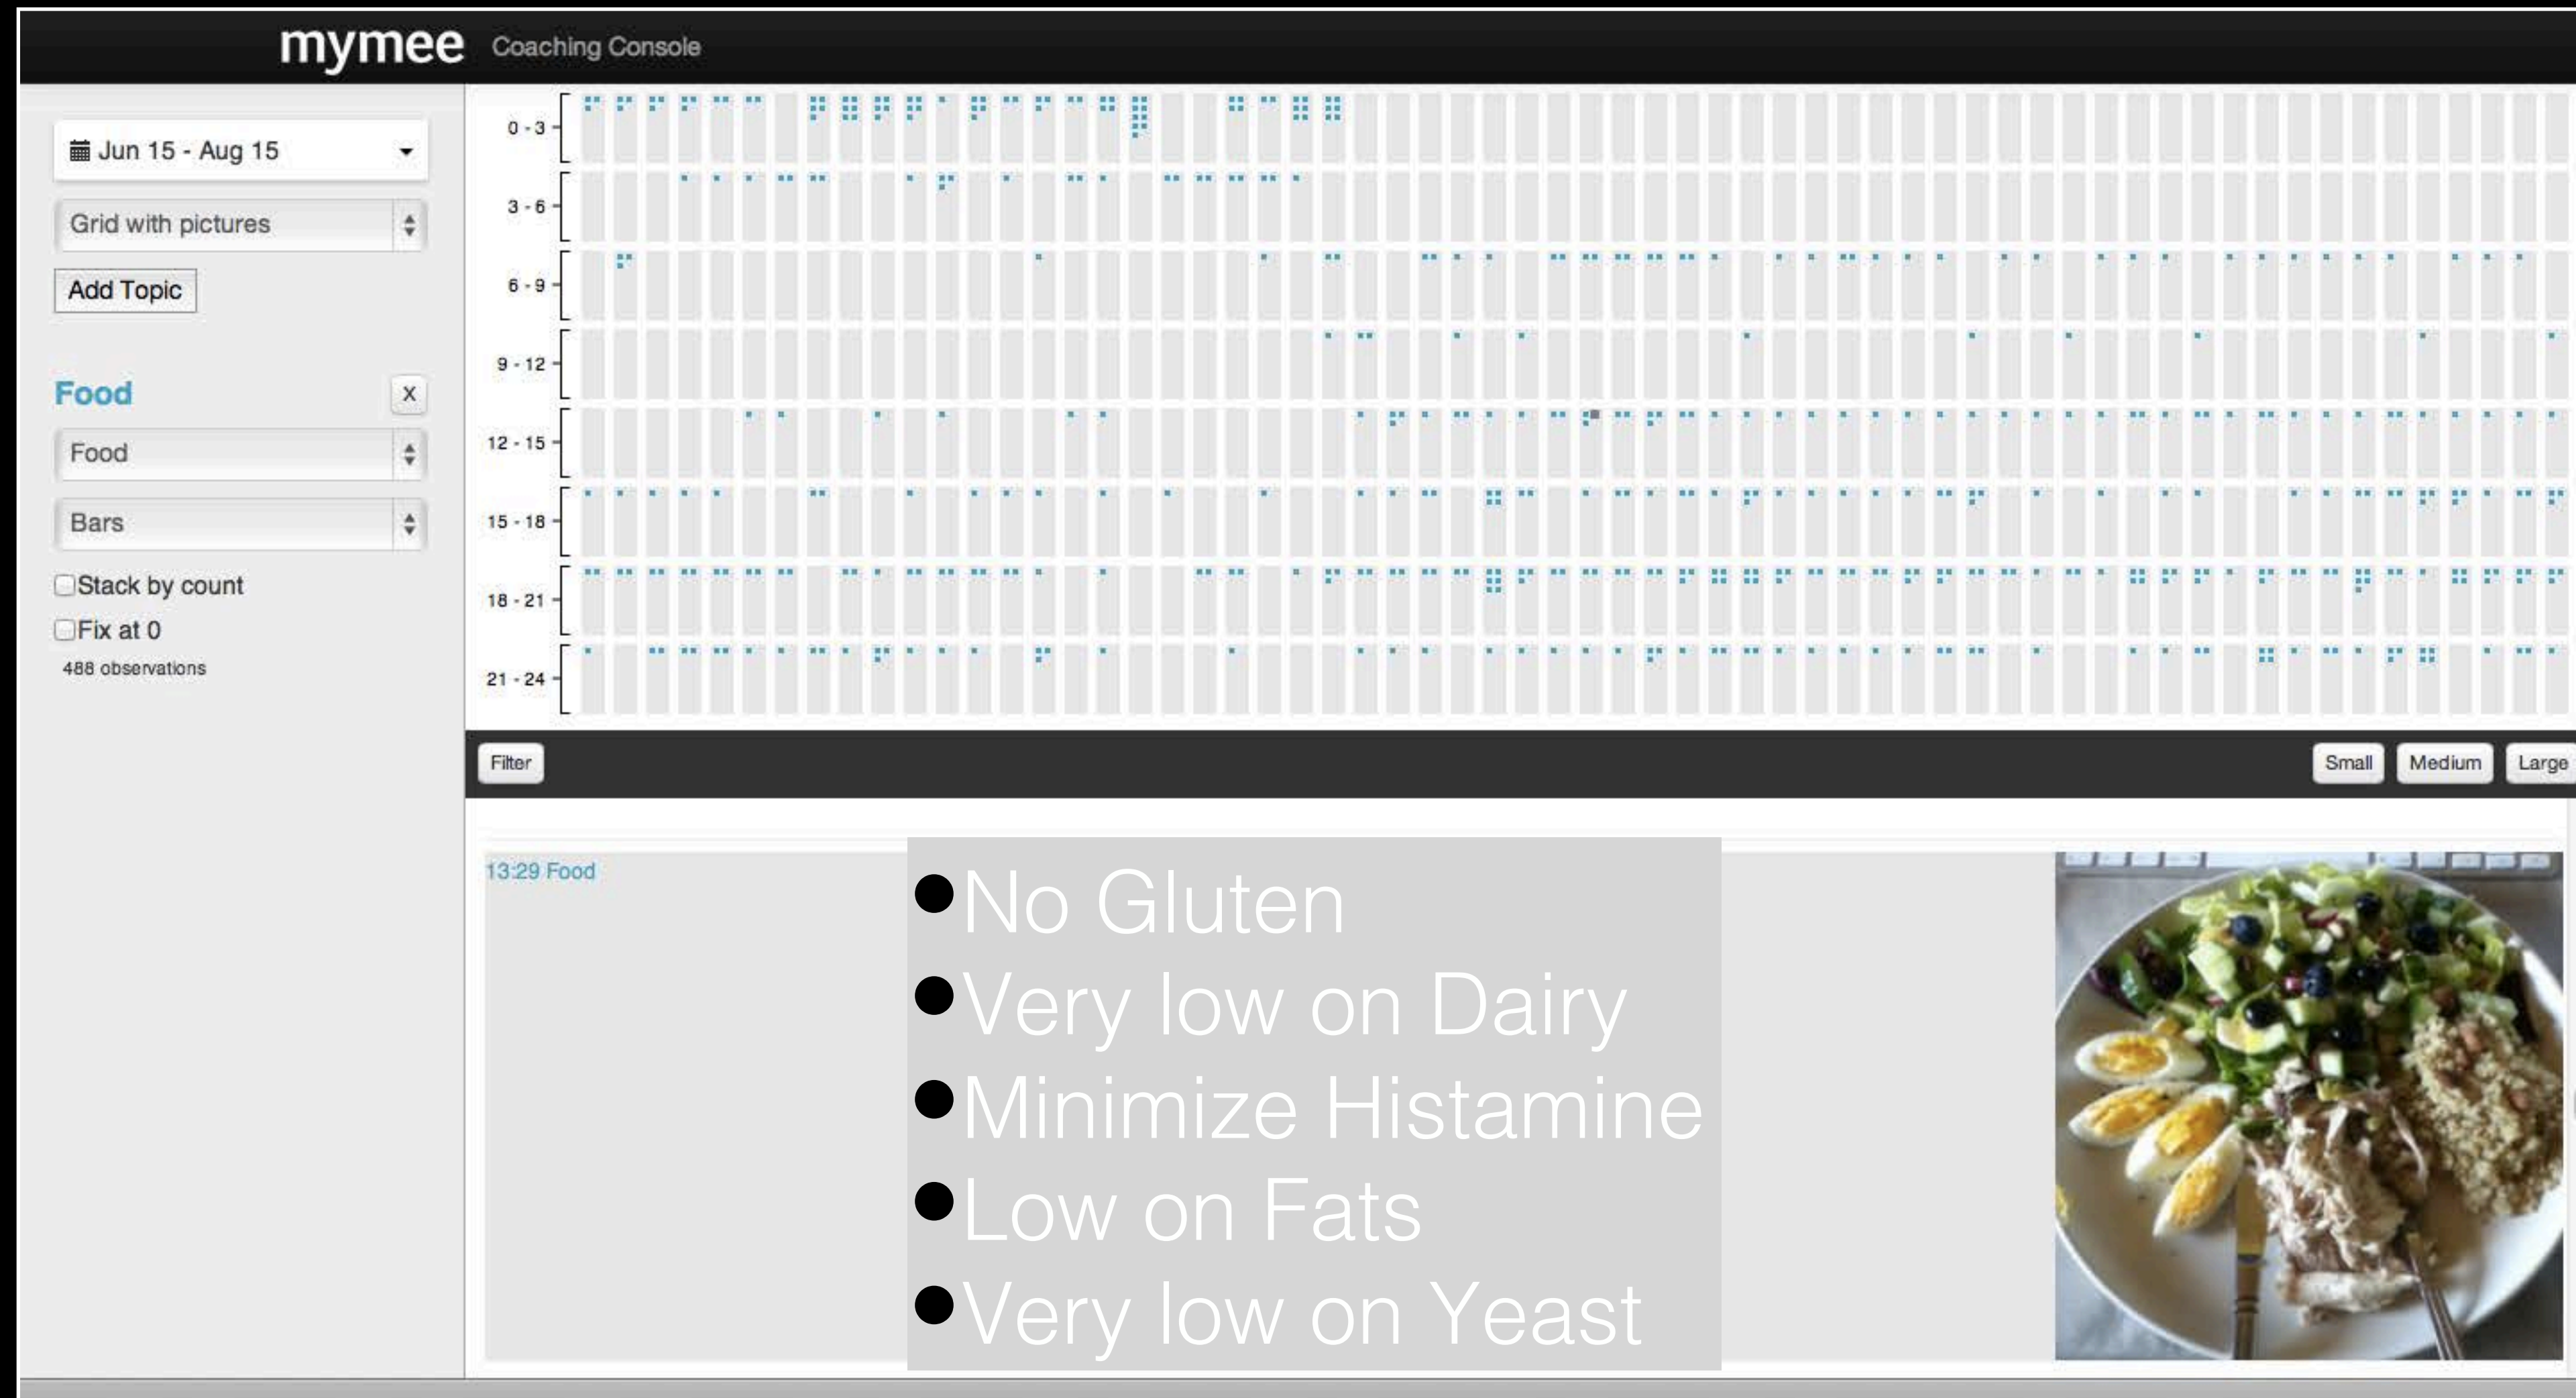 mymee Coaching Console
Jun 15 - Aug 15
Grid with pictures
Add Topic
Food
X
Food
Bars
Stack by count
Fix at 0
488 observations
0 - 3
3 - 6
6 - 9
9 - 12
12 - 15
15 - 18
18 - 21
21 - 24
Filter
Small Medium Large
13:29 Food
•No Gluten
•Very low on Dairy
•Minimize Histamine
•Low on Fats
•Very low on Yeast